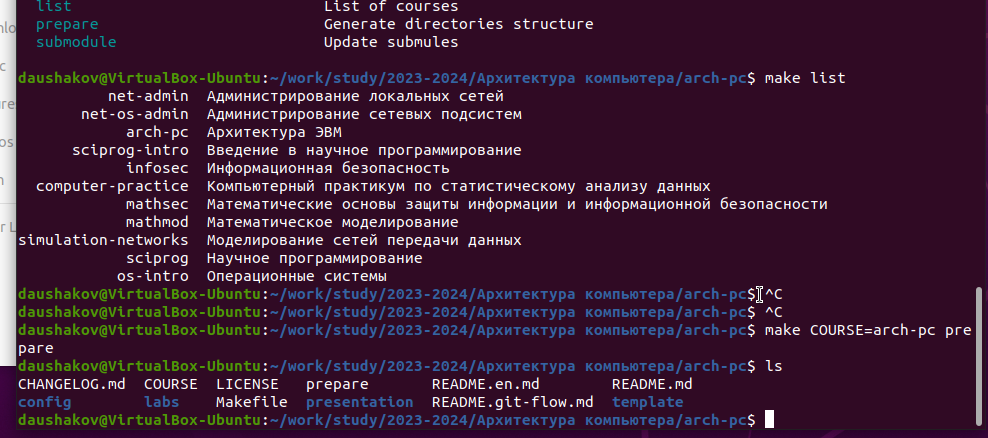 list List of courses
prepare Generate directories structure
submodule Update submules
daushakov@VirtualBox-Ubuntu:~/work/study/2023-2024/Архитектура компьютера/arch-pc$ make list
net-admin Администрирование локальных сетей
net-os-admin Администрирование сетевых подсистем
arch-pc Архитектура ЭВМ
sciprog-intro Введение в научное программирование
infosec Информационная безопасность
computer-practice Компьютерный практикум по статистическому анализу данных
mathsec Математические основы защиты информации и информационной безопасности
mathmod Математическое моделирование
simulation-networks Моделирование сетей передачи данных
sciprog Научное программирование
os-intro Операционные системы
daushakov@VirtualBox-Ubuntu:~/work/study/2023-2024/Архитектура компьютера/arch-pc$ ^C
daushakov@VirtualBox-Ubuntu:~/work/study/2023-2024/Архитектура компьютера/arch-pc$ ^C
daushakov@VirtualBox-Ubuntu:~/work/study/2023-2024/Архитектура компьютера/arch-pc$ make COURSE=arch-pc pre
pare
daushakov@VirtualBox-Ubuntu:~/work/study/2023-2024/Архитектура компьютера/arch-pc$ ls
CHANGELOG.md COURSE LICENSE prepare README.en.md README.md
config labs Makefile presentation README.git-flow.md template
daushakov@VirtualBox-Ubuntu:~/work/study/2023-2024/Архитектура компьютера/arch-pc$